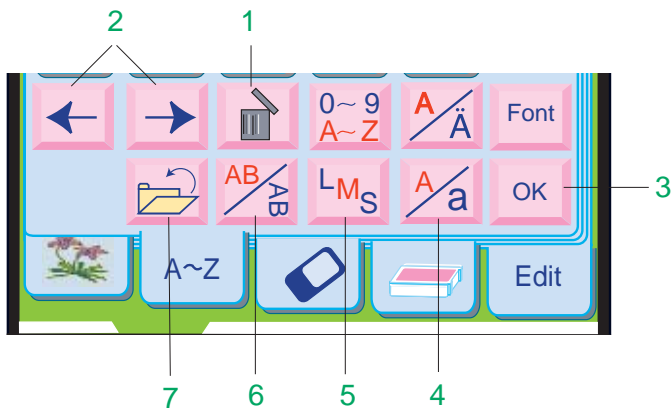 2 1
0~ 9
A~ Z
A/Ä
Font
AB/AB
L M S
A/a
OK
3
A~Z
Edit
7 6 5 4